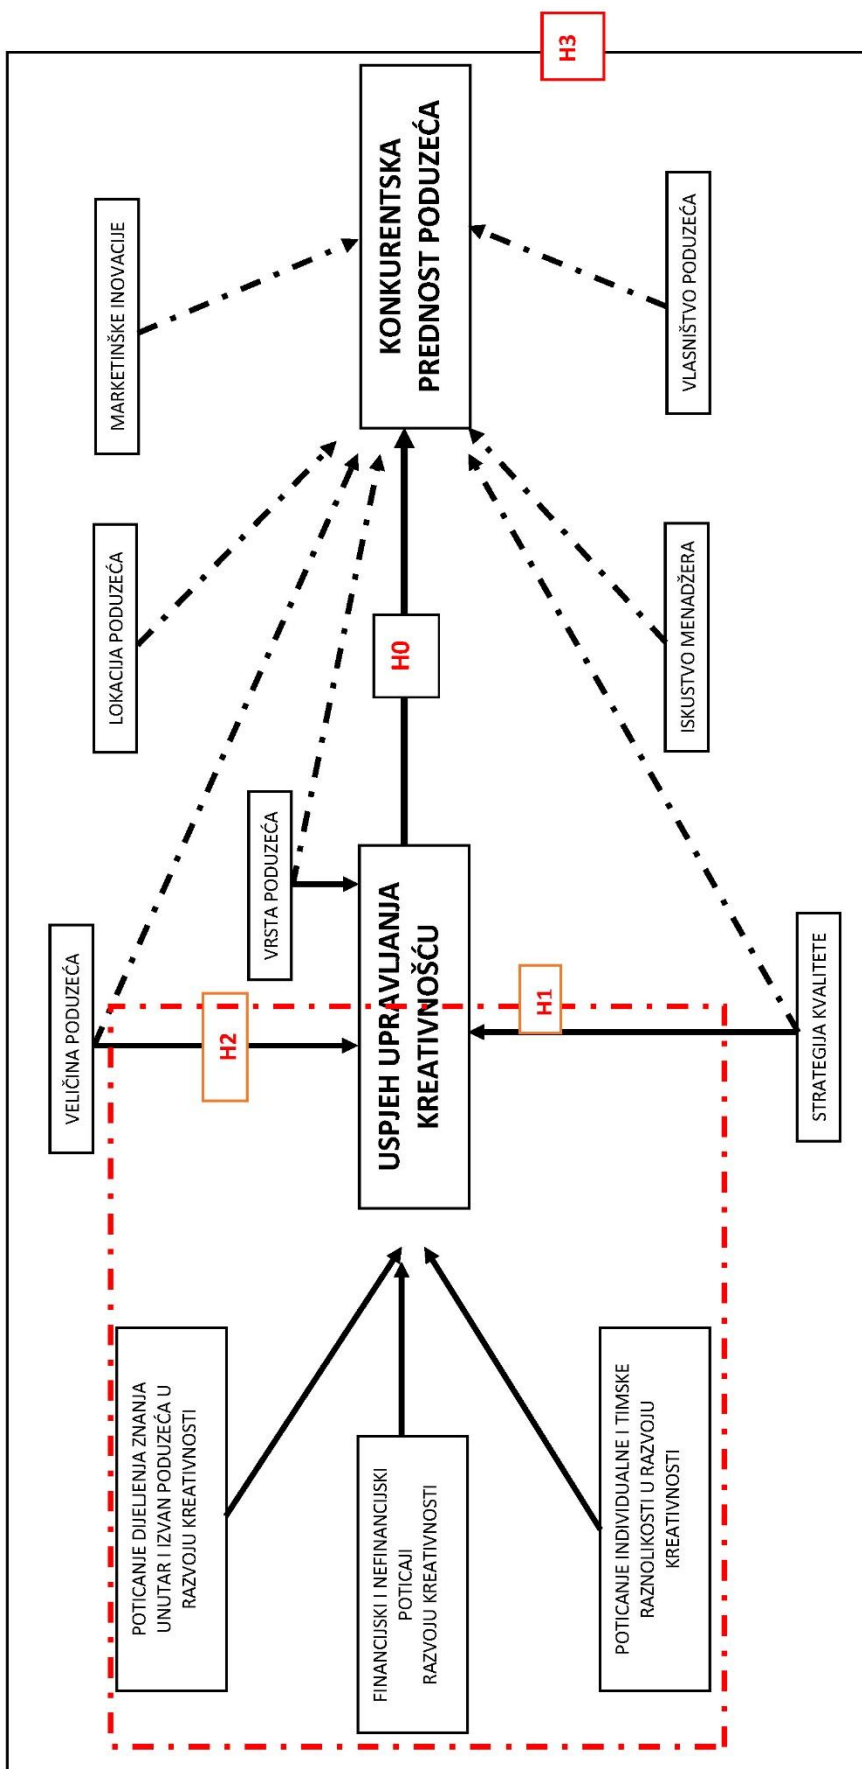 POTICANJE DIJELJENJA ZNANJA
UNUTAR I IZVAN PODUZEĆA U
RAZVOJU KREATIVNOSTI
FINANCIJSKI I NEFINANCIJSKI
POTICAJI
RAZVOJU KREATIVNOSTI
POTICANJE INDIVIDUALNE I TIMSKE
RAZNOLIKOSTI U RAZVOJU
KREATIVNOSTI
VELIČINA PODUZEĆA
H2
VRSTA PODUZEĆA
USPJEH UPRAVLJANJA
KREATIVNOŠĆU
H1
STRATEGIJA KVALITETE
LOKACIJA PODUZEĆA
H0
ISKUSTVO MENADŽERA
MARKETINŠKE INOVACIJE
KONKURENTSKA
PREDNOST PODUZEĆA
VLASNIŠTVO PODUZEĆA
H3